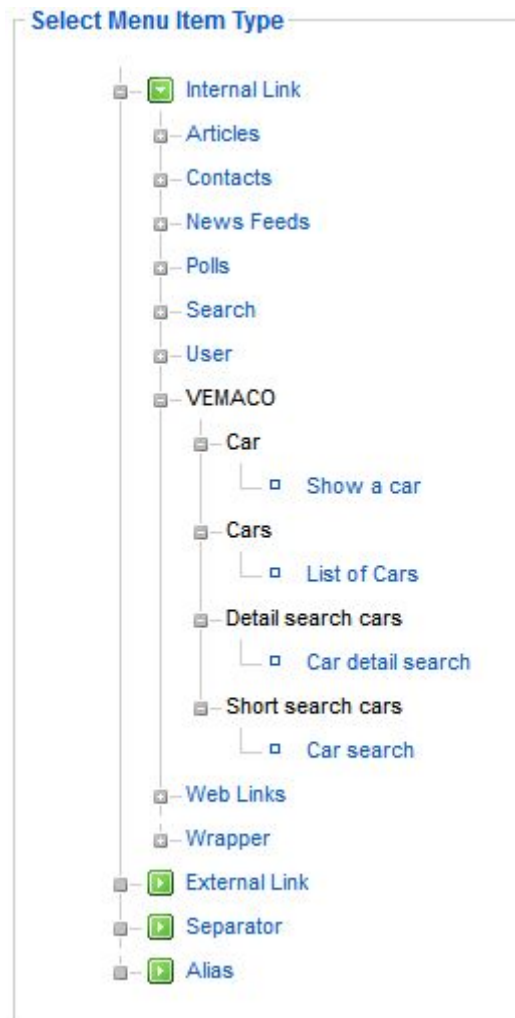 Select Menu Item Type
Internal Link
Articles
Contacts
News Feeds
Polls
Search
User
VEMACO
Car
Show a car
Cars
List of Cars
Detail search cars
Car detail search
Short search cars
Car search
Web Links
Wrapper
External Link
Separator
Alias